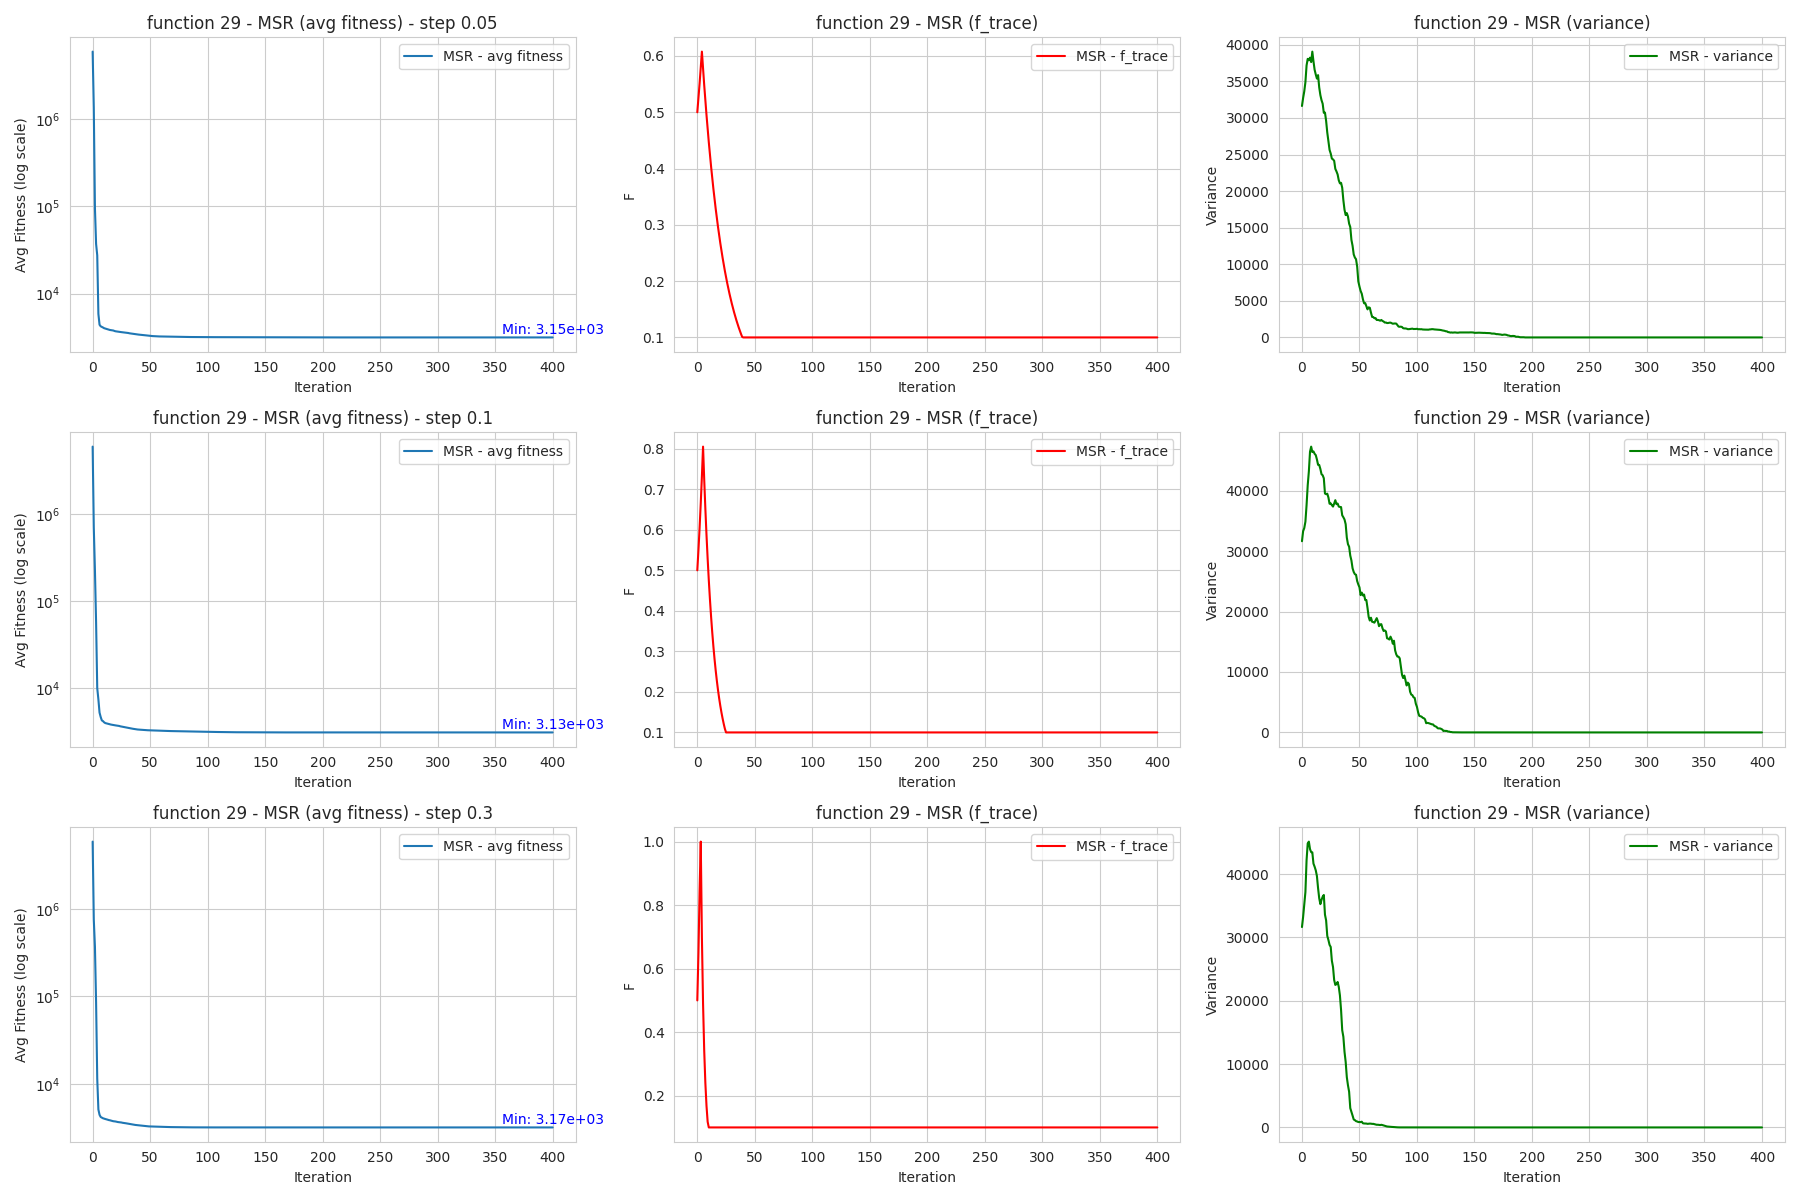 function 29 - MSR (avg fitness) - step 0.05
MSR - avg fitness
Avg Fitness (log scale)
10^6
10^5
10^4
Min: 3.15e+03
0 50 100 150 200 250 300 350 400
Iteration
function 29 - MSR (f_trace)
MSR - f_trace
F
0.6
0.5
0.4
0.3
0.2
0.1
0 50 100 150 200 250 300 350 400
Iteration
function 29 - MSR (variance)
MSR - variance
Variance
40000
35000
30000
25000
20000
15000
10000
5000
0
0 50 100 150 200 250 300 350 400
Iteration
function 29 - MSR (avg fitness) - step 0.1
MSR - avg fitness
Avg Fitness (log scale)
10^6
10^5
10^4
Min: 3.13e+03
0 50 100 150 200 250 300 350 400
Iteration
function 29 - MSR (f_trace)
MSR - f_trace
F
0.8
0.7
0.6
0.5
0.4
0.3
0.2
0.1
0 50 100 150 200 250 300 350 400
Iteration
function 29 - MSR (variance)
MSR - variance
Variance
40000
30000
20000
10000
0
0 50 100 150 200 250 300 350 400
Iteration
function 29 - MSR (avg fitness) - step 0.3
MSR - avg fitness
Avg Fitness (log scale)
10^6
10^5
10^4
Min: 3.17e+03
0 50 100 150 200 250 300 350 400
Iteration
function 29 - MSR (f_trace)
MSR - f_trace
F
1.0
0.8
0.6
0.4
0.2
0 50 100 150 200 250 300 350 400
Iteration
function 29 - MSR (variance)
MSR - variance
Variance
40000
30000
20000
10000
0
0 50 100 150 200 250 300 350 400
Iteration